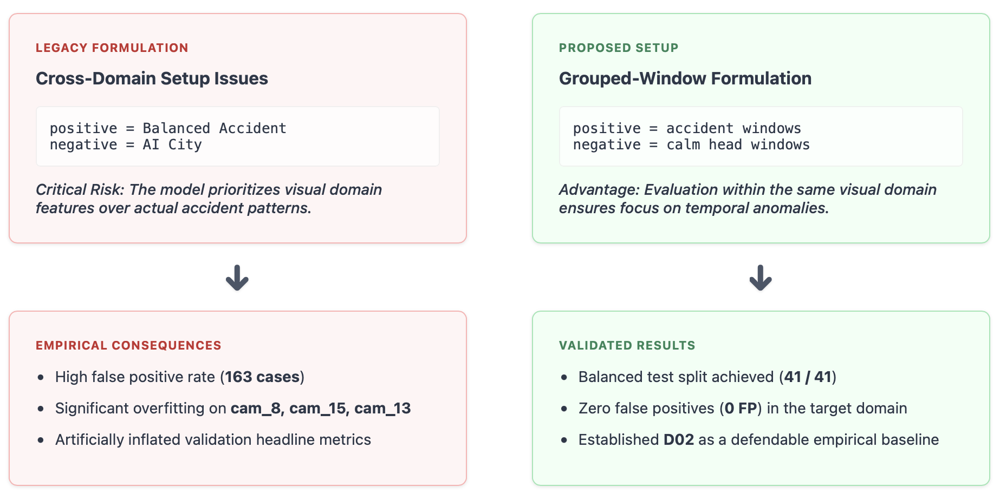 LEGACY FORMULATION
Cross-Domain Setup Issues
positive = Balanced Accident
negative = AI City
Critical Risk: The model prioritizes visual domain
features over actual accident patterns.
EMPIRICAL CONSEQUENCES
• High false positive rate (163 cases)
• Significant overfitting on cam_8, cam_15, cam_13
• Artificially inflated validation headline metrics
PROPOSED SETUP
Grouped-Window Formulation
positive = accident windows
negative = calm head windows
Advantage: Evaluation within the same visual domain
ensures focus on temporal anomalies.
VALIDATED RESULTS
• Balanced test split achieved (41 / 41)
• Zero false positives (0 FP) in the target domain
• Established D02 as a defendable empirical baseline